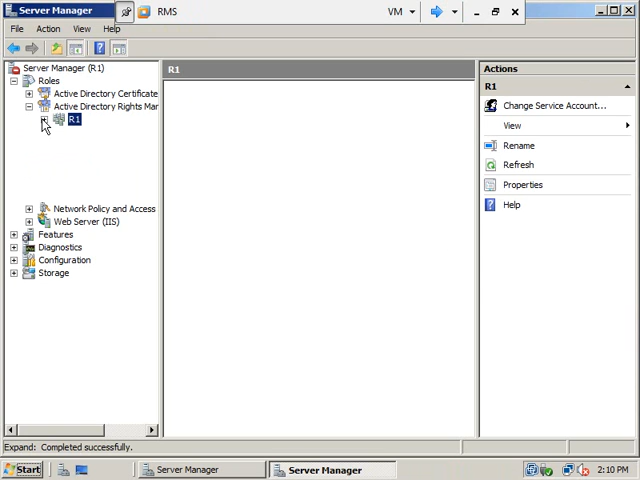 Server Manager
RMS
VM
File
Action
View
Help
Server Manager (R1)
Roles
Active Directory Certificate
Active Directory Rights Mar
R1
Network Policy and Access
Web Server (IIS)
Features
Diagnostics
Configuration
Storage
R1
Actions
R1
Change Service Account...
View
Rename
Refresh
Properties
Help
Expand: Completed successfully.
Start
Server Manager
Server Manager
2:10 PM